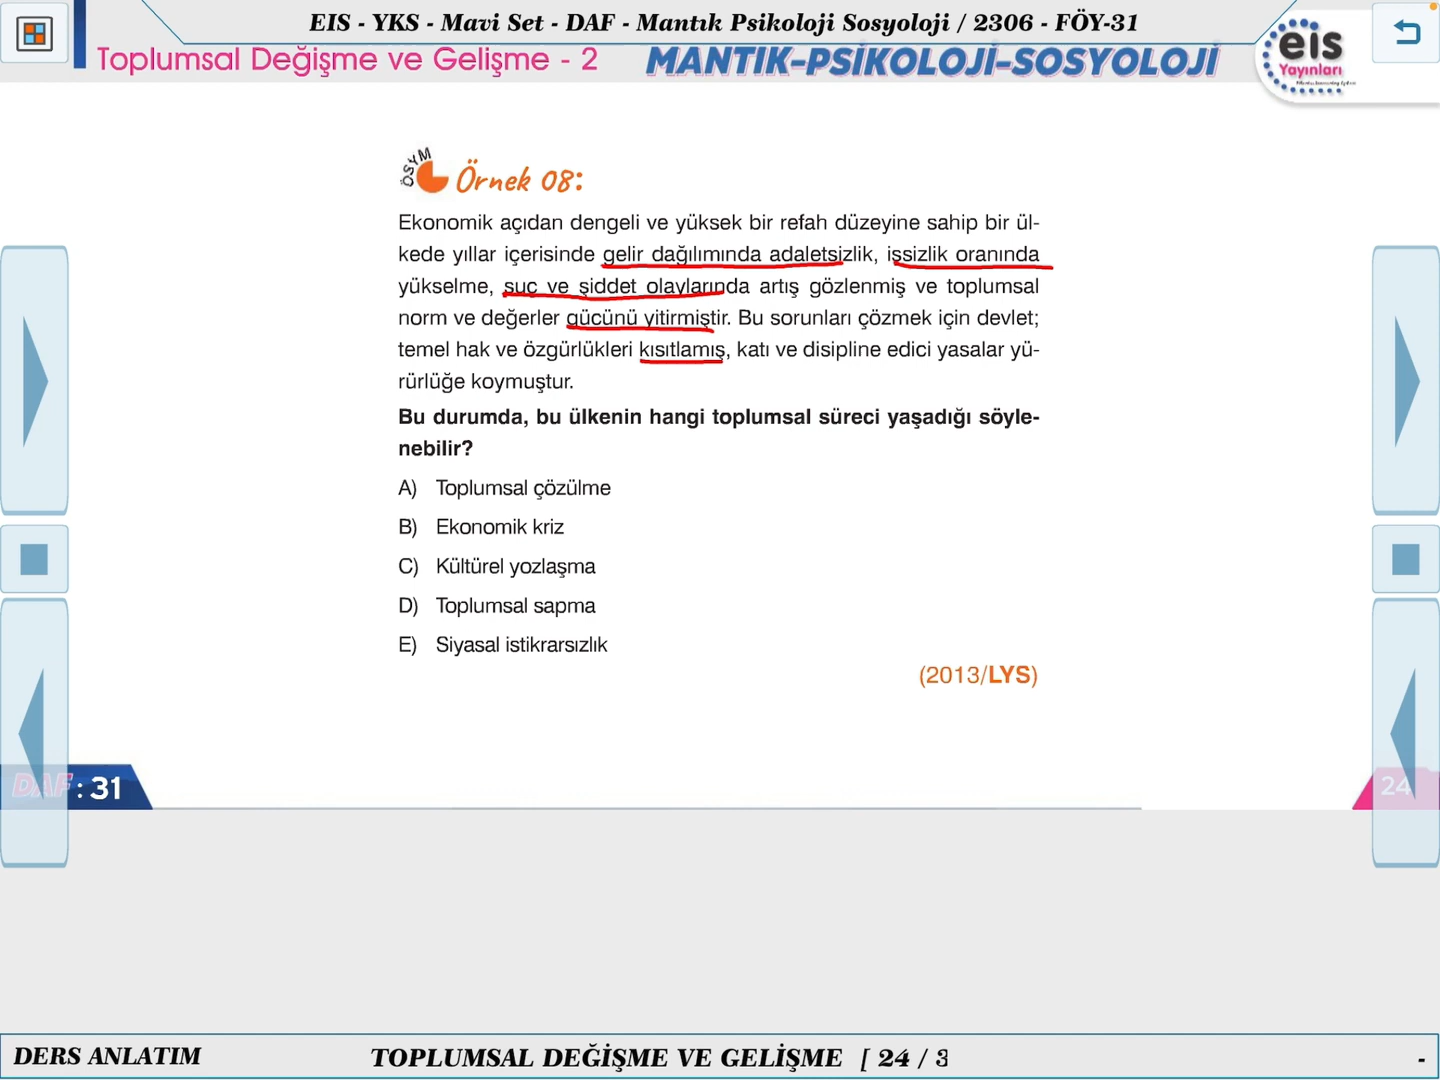 EIS - YKS - Mavi Set - DAF - Mantık Psikoloji Sosyoloji / 2306 - FÖY-31
Toplumsal Değişme ve Gelişme - 2
MANTIK-PSİKOLOJİ-SOSYOLOJİ
eis
Yayınları
ÖSYM
Örnek 08:
Ekonomik açıdan dengeli ve yüksek bir refah düzeyine sahip bir ül-
kede yıllar içerisinde gelir dağılımında adaletsizlik, işsizlik oranında
yükselme, suç ve şiddet olaylarında artış gözlenmiş ve toplumsal
norm ve değerler gücünü yitirmiştir. Bu sorunları çözmek için devlet;
temel hak ve özgürlükleri kısıtlamış, katı ve disipline edici yasalar yü-
rürlüğe koymuştur.
Bu durumda, bu ülkenin hangi toplumsal süreci yaşadığı söyle-
nebilir?
A) Toplumsal çözülme
B) Ekonomik kriz
C) Kültürel yozlaşma
D) Toplumsal sapma
E) Siyasal istikrarsızlık
(2013/LYS)
DAF : 31
24
DERS ANLATIM
TOPLUMSAL DEĞİŞME VE GELİŞME [ 24 / 3
-